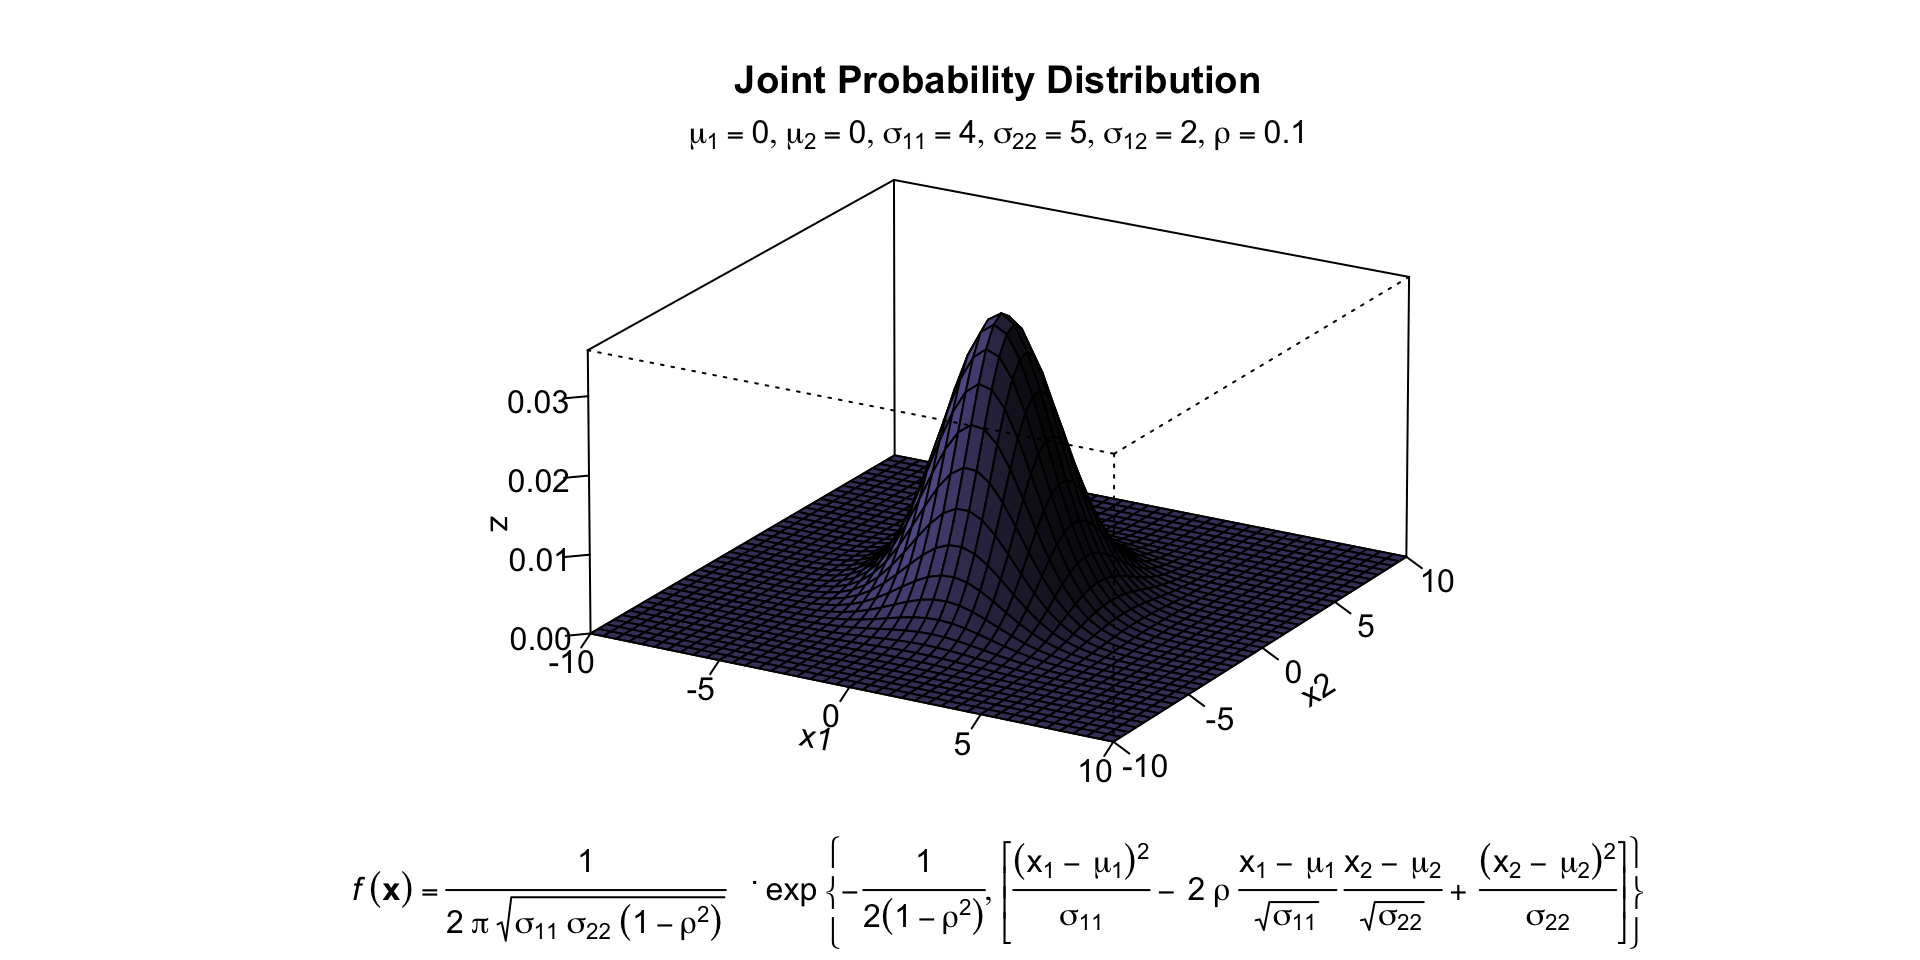 Joint Probability Distribution
μ₁ = 0, μ₂ = 0, σ₁₁ = 4, σ₂₂ = 5, σ₁₂ = 2, ρ = 0.1
0.03
0.02
z
0.01
0.00
-10
-5
0
x1
5
10
-10
-5
0
x2
5
10
f(x) = 1 / 2 π √σ₁₁ σ₂₂ (1 − ρ²) · exp {− 1 / 2(1 − ρ²), [(x₁ − μ₁)² / σ₁₁ − 2 ρ x₁ − μ₁ / √σ₁₁ x₂ − μ₂ / √σ₂₂ + (x₂ − μ₂)² / σ₂₂]}